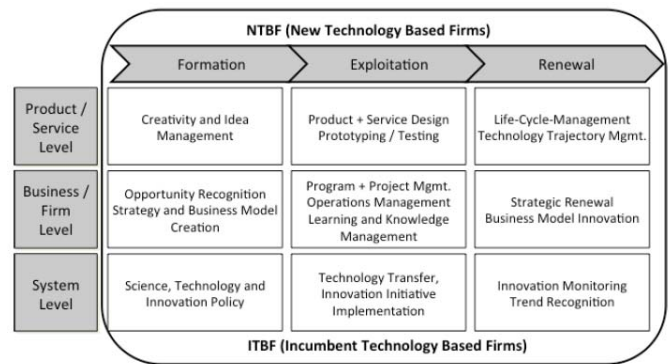 NTBF (New Technology Based Firms)
Formation
Exploitation
Renewal
Product /
Service
Level
Creativity and Idea
Management
Product + Service Design
Prototyping / Testing
Life-Cycle-Management
Technology Trajectory Mgmt.
Business /
Firm
Level
Opportunity Recognition
Strategy and Business Model
Creation
Program + Project Mgmt.
Operations Management
Learning and Knowledge
Management
Strategic Renewal
Business Model Innovation
System
Level
Science, Technology and
Innovation Policy
Technology Transfer,
Innovation Initiative
Implementation
Innovation Monitoring
Trend Recognition
ITBF (Incumbent Technology Based Firms)